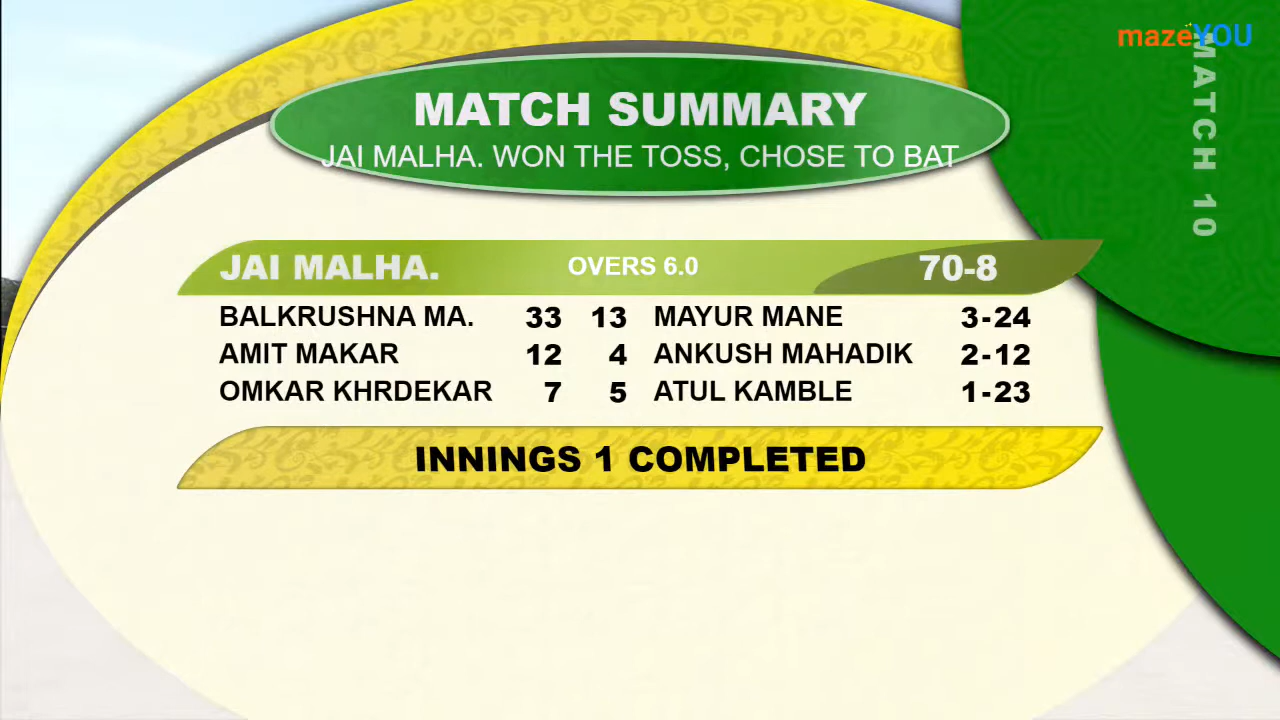 mazeYOU
MATCH 10
MATCH SUMMARY
JAI MALHA. WON THE TOSS, CHOSE TO BAT
JAI MALHA. OVERS 6.0 70-8
BALKRUSHNA MA. 33 13 MAYUR MANE 3-24
AMIT MAKAR 12 4 ANKUSH MAHADIK 2-12
OMKAR KHRDEKAR 7 5 ATUL KAMBLE 1-23
INNINGS 1 COMPLETED